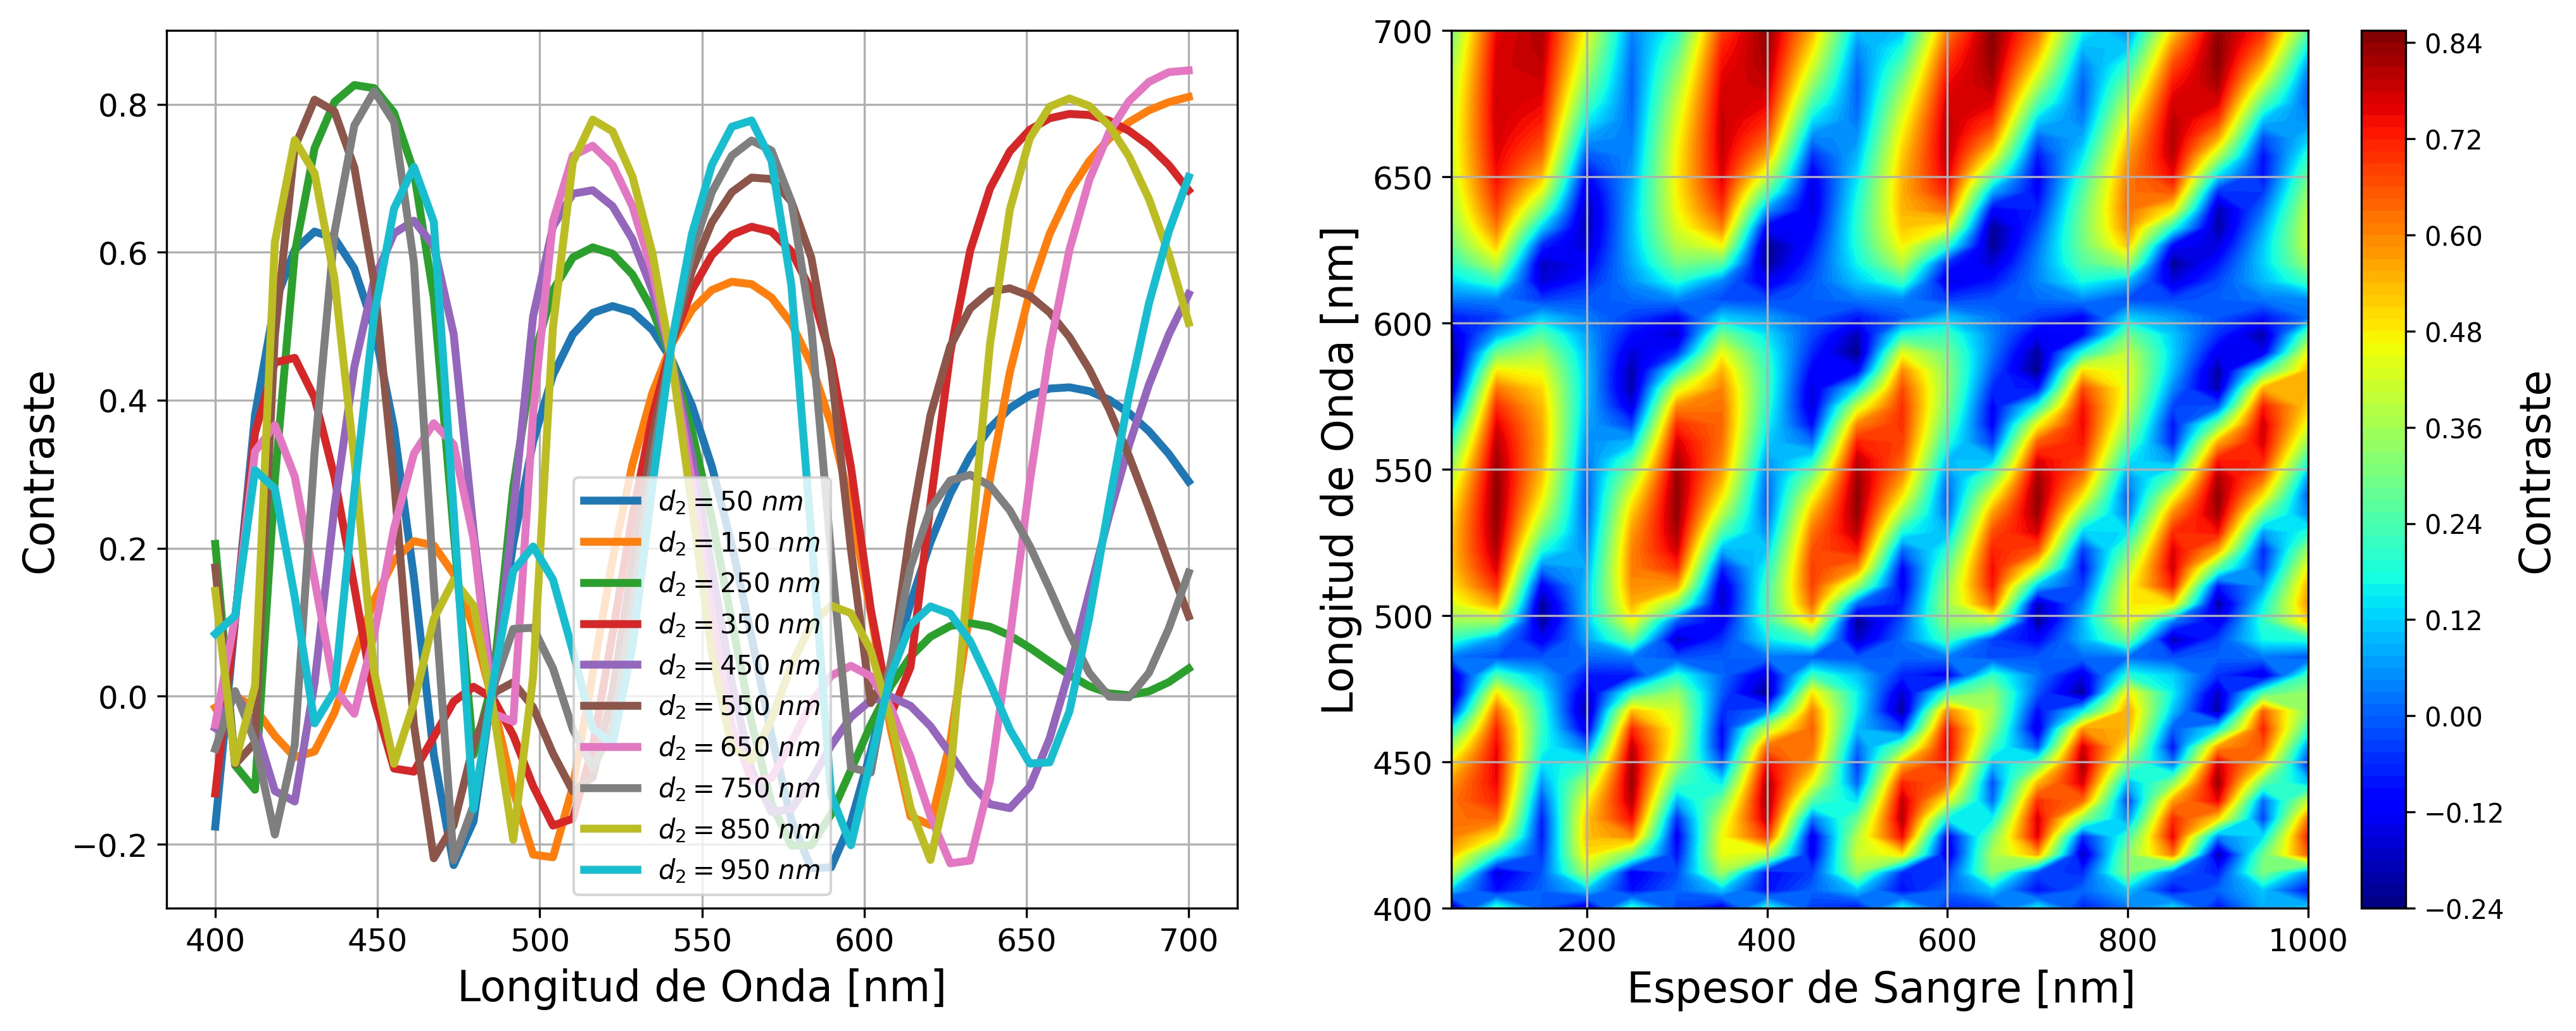 Contraste
0.8
0.6
0.4
0.2
0.0
−0.2
400 450 500 550 600 650 700
Longitud de Onda [nm]
d₂ = 50 nm
d₂ = 150 nm
d₂ = 250 nm
d₂ = 350 nm
d₂ = 450 nm
d₂ = 550 nm
d₂ = 650 nm
d₂ = 750 nm
d₂ = 850 nm
d₂ = 950 nm
Longitud de Onda [nm]
700
650
600
550
500
450
400
200 400 600 800 1000
Espesor de Sangre [nm]
0.84
0.72
0.60
0.48
0.36
0.24
0.12
0.00
−0.12
−0.24
Contraste